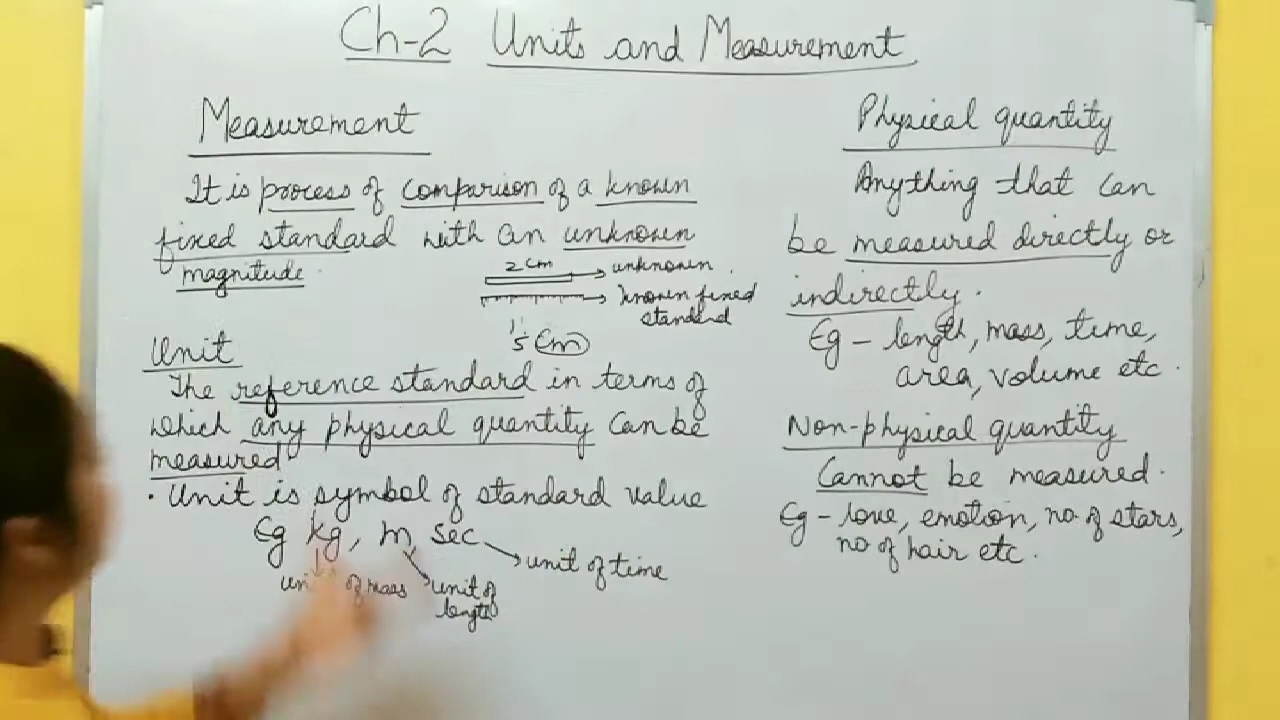 Ch-2 Units and Measurement
Measurement
It is process of comparison of a known
fixed standard with an unknown
magnitude.
2 cm
unknown.
known fixed
standard
5 cm
Unit
The reference standard in terms of
which any physical quantity can be
measured
• Unit is symbol of standard value
Eg kg, m, sec
unit of time
of mass
unit of
length
Physical quantity
Anything that can
be measured directly or
indirectly.
Eg - length, mass, time,
area, volume etc.
Non-physical quantity
Cannot be measured.
Eg - love, emotion, no. of stars,
no of hair etc.